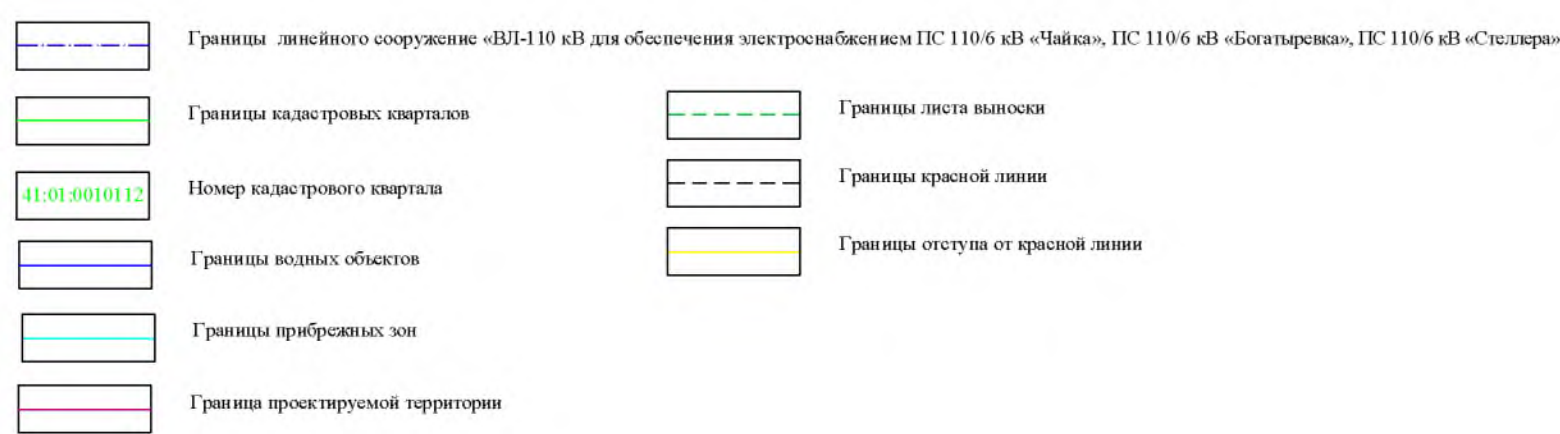 Границы линейного сооружение «ВЛ-110 кВ для обеспечения электроснабжением ПС 110/6 кВ «Чайка», ПС 110/6 кВ «Богатыревка», ПС 110/6 кВ «Стеллера»
Границы кадастровых кварталов
41:01:0010112
Номер кадастрового квартала
Границы водных объектов
Границы прибрежных зон
Граница проектируемой территории
Границы листа выноски
Границы красной линии
Границы отступа от красной линии